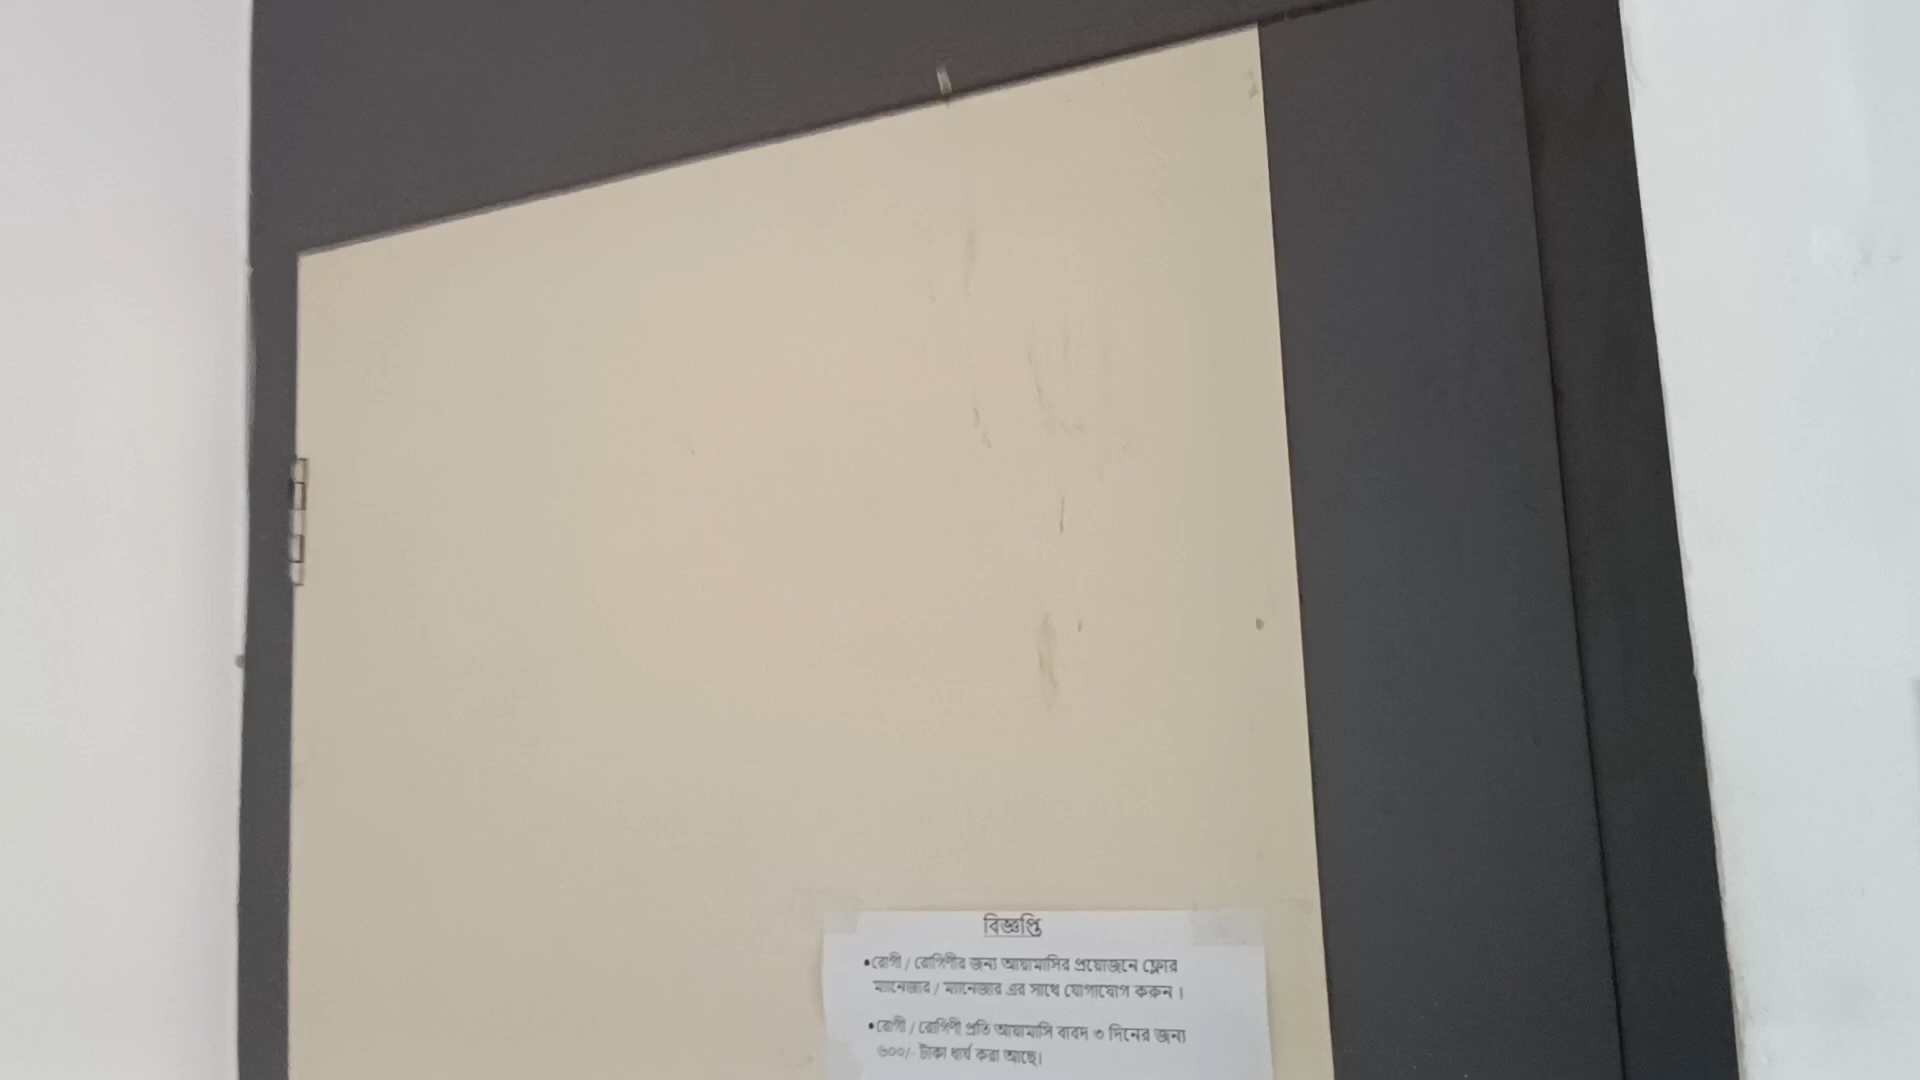 বিজ্ঞপ্তি
•রোগী / রোগিণীর জন্য আয়ামাসির প্রয়োজনে ফ্লোর
ম্যানেজার / ম্যানেজার এর সাথে যোগাযোগ করুন ।
•রোগী / রোগিণী প্রতি আয়ামাসি বাবদ ৩ দিনের জন্য
৬০০/- টাকা ধার্য করা আছে।